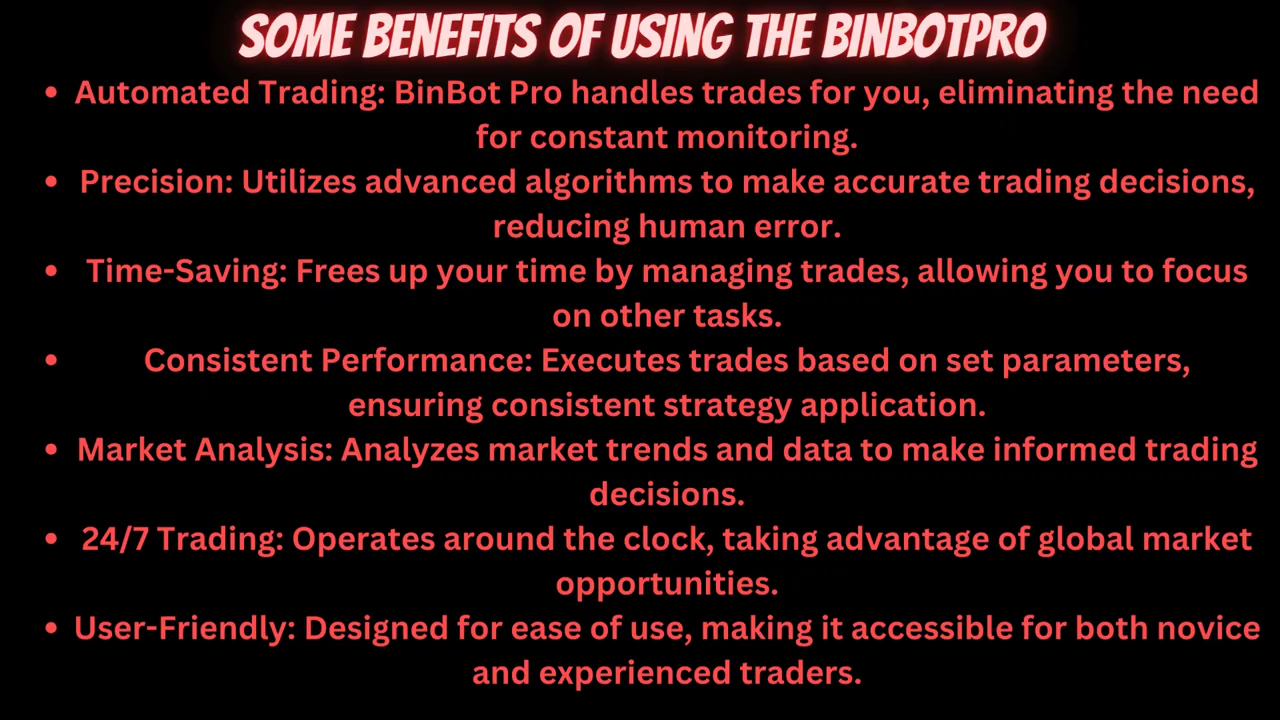 SOME BENEFITS OF USING THE BINBOTPRO
• Automated Trading: BinBot Pro handles trades for you, eliminating the need
for constant monitoring.
• Precision: Utilizes advanced algorithms to make accurate trading decisions,
reducing human error.
• Time-Saving: Frees up your time by managing trades, allowing you to focus
on other tasks.
• Consistent Performance: Executes trades based on set parameters,
ensuring consistent strategy application.
• Market Analysis: Analyzes market trends and data to make informed trading
decisions.
• 24/7 Trading: Operates around the clock, taking advantage of global market
opportunities.
• User-Friendly: Designed for ease of use, making it accessible for both novice
and experienced traders.